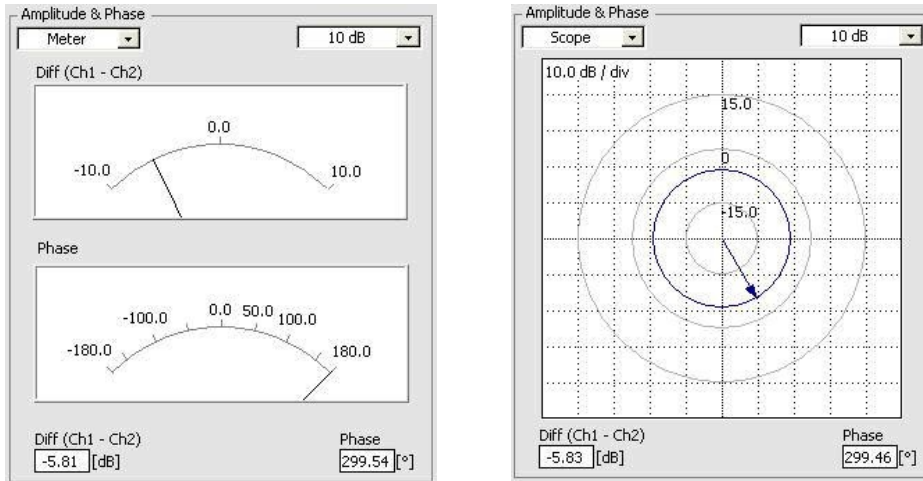 Amplitude & Phase
Meter
10 dB
Diff (Ch1 - Ch2)
0.0
-10.0
10.0
Phase
0.0
50.0
-100.0
100.0
-180.0
180.0
Diff (Ch1 - Ch2)
Phase
-5.81 [dB]
299.54 [°]
Amplitude & Phase
Scope
10 dB
10.0 dB / div
15.0
0
-15.0
Diff (Ch1 - Ch2)
Phase
-5.83 [dB]
299.46 [°]